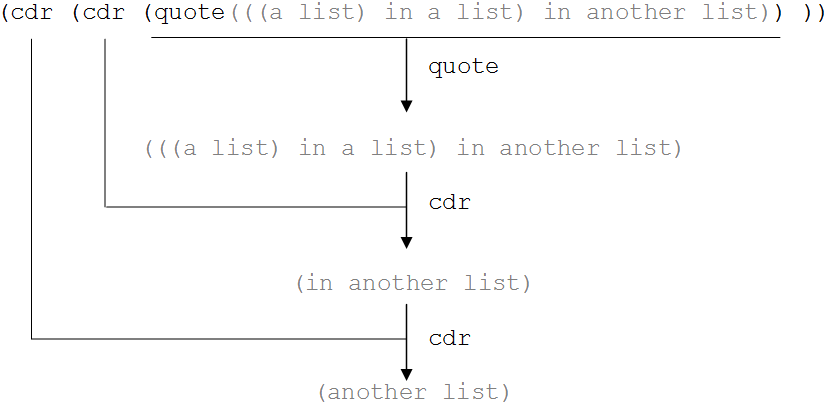 (cdr (cdr (quote(((a list) in a list) in another list)) ))
quote
(((a list) in a list) in another list)
cdr
(in another list)
cdr
(another list)